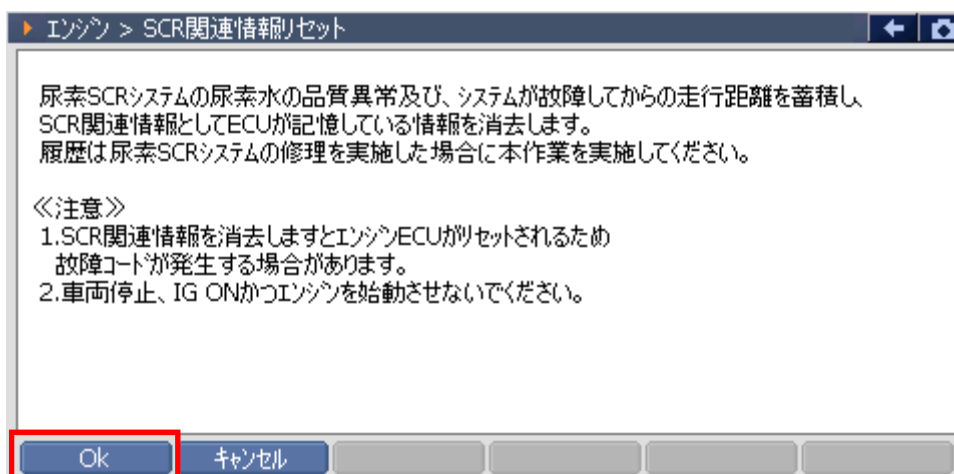 エンジン > SCR関連情報リセット
尿素SCRシステムの尿素水の品質異常及び、システムが故障してからの走行距離を蓄積し、
SCR関連情報としてECUが記憶している情報を消去します。
履歴は尿素SCRシステムの修理を実施した場合に本作業を実施してください。
≪注意≫
1.SCR関連情報を消去しますとエンジンECUがリセットされるため
故障コードが発生する場合があります。
2.車両停止、IG ONかつエンジンを始動させないでください。
Ok キャンセル